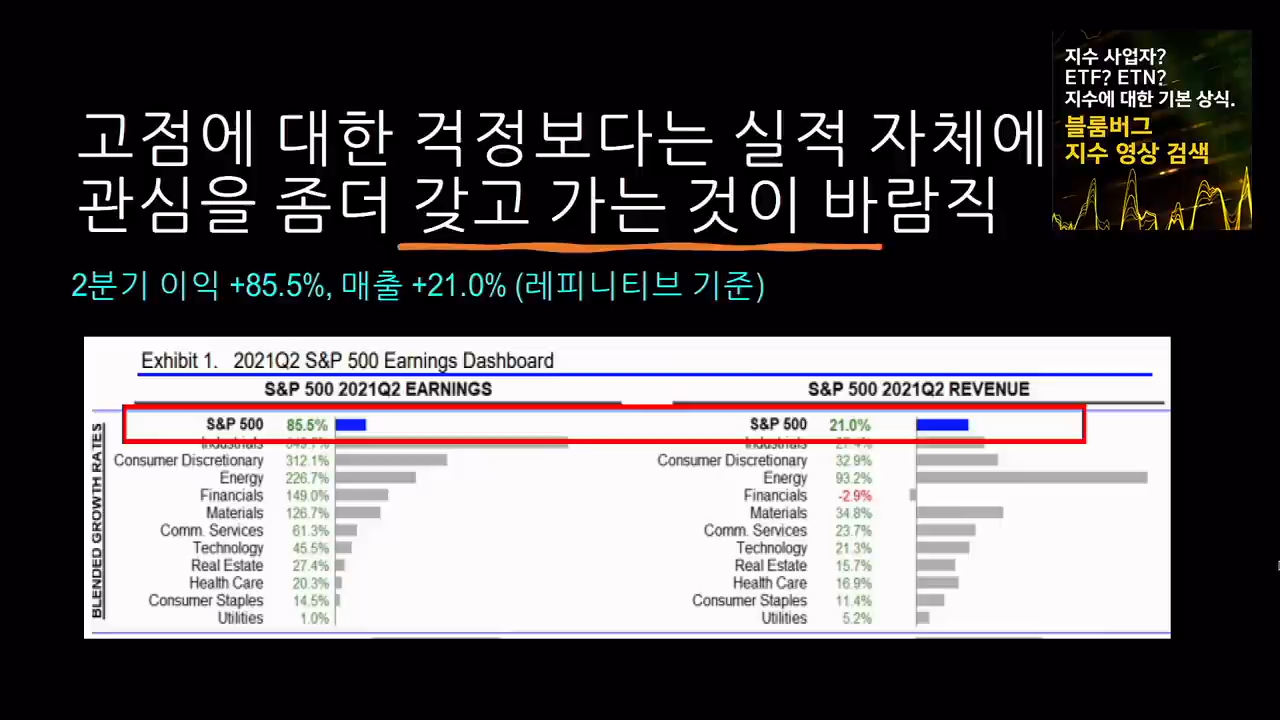 지수 사업자?
ETF? ETN?
지수에 대한 기본 상식.
블룸버그
지수 영상 검색
고점에 대한 걱정보다는 실적 자체에
관심을 좀더 갖고 가는 것이 바람직
2분기 이익 +85.5%, 매출 +21.0% (레피니티브 기준)
Exhibit 1. 2021Q2 S&P 500 Earnings Dashboard
S&P 500 2021Q2 EARNINGS
S&P 500 2021Q2 REVENUE
BLENDED GROWTH RATES
S&P 500 85.5% S&P 500 21.0%
Industrials Industrials
Consumer Discretionary 312.1% Consumer Discretionary 32.9%
Energy 226.7% Energy 93.2%
Financials 149.0% Financials -2.9%
Materials 126.7% Materials 34.8%
Comm. Services 61.3% Comm. Services 23.7%
Technology 45.5% Technology 21.3%
Real Estate 27.4% Real Estate 15.7%
Health Care 20.3% Health Care 16.9%
Consumer Staples 14.5% Consumer Staples 11.4%
Utilities 1.0% Utilities 5.2%